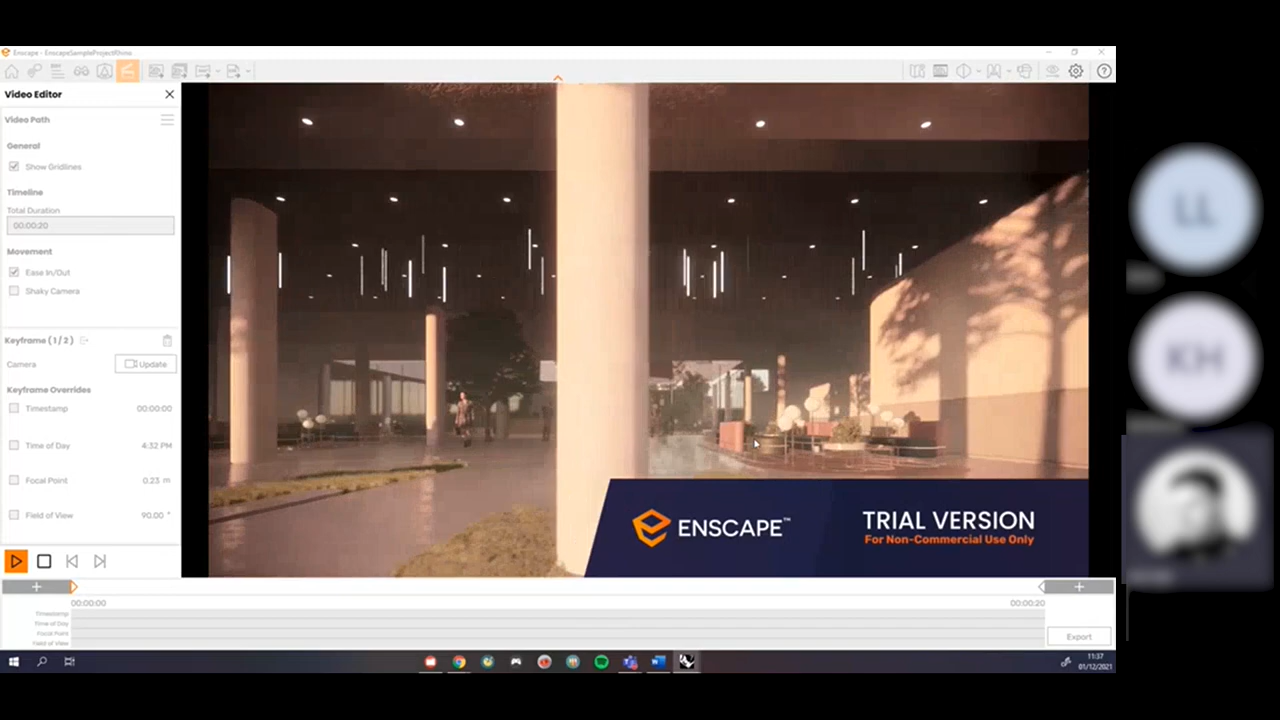 Enscape - EnscapeSampleProjectRhino
Video Editor
Video Path
General
Show Gridlines
Timeline
Total Duration
00:00:20
Movement
Ease In/Out
Shaky Camera
Keyframe (1 / 2)
Camera
Update
Keyframe Overrides
Timestamp 00:00:00
Time of Day 4:32 PM
Focal Point 0.23 m
Field of View 90.00 °
ENSCAPE™
TRIAL VERSION
For Non-Commercial Use Only
LL
KH
00:00:00
00:00:20
Timestamp
Time of Day
Focal Point
Field of View
Export
11:37
01/12/2021